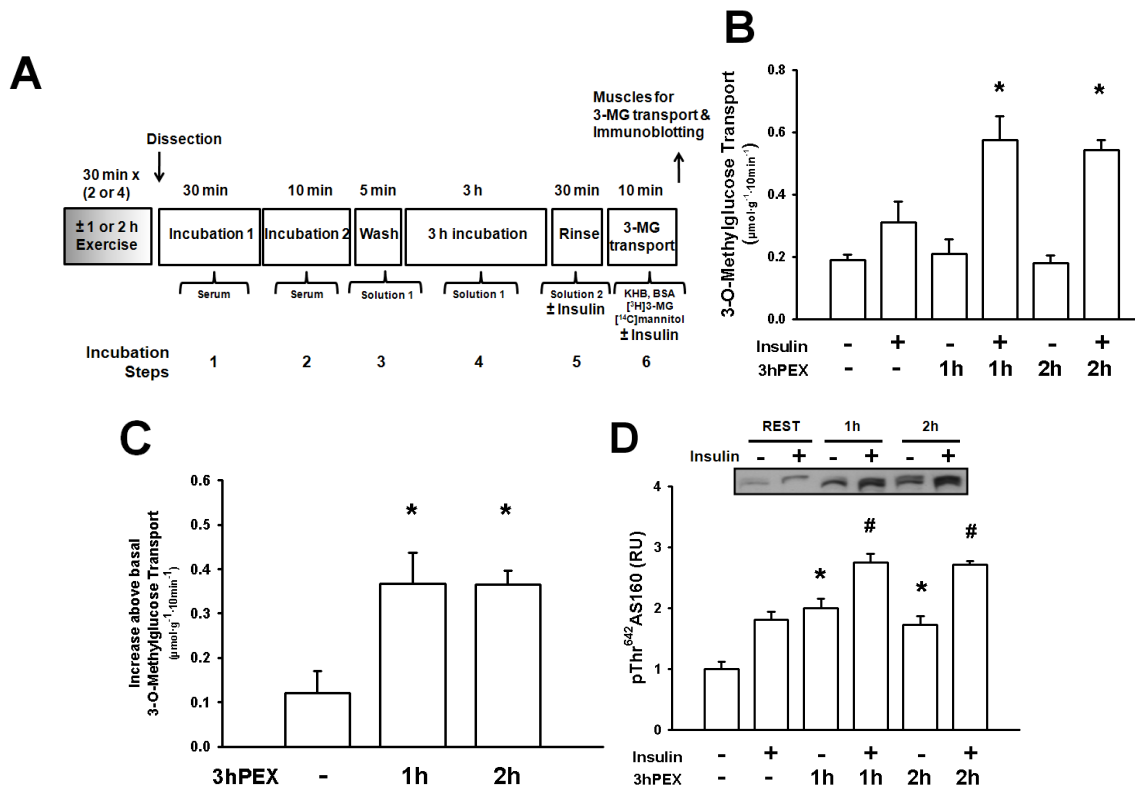 A
Dissection
Muscles for
3-MG transport &
Immunoblotting
30 min x
(2 or 4)
30 min
10 min
5 min
3 h
30 min
10 min
± 1 or 2 h
Exercise
Incubation 1
Incubation 2
Wash
3 h incubation
Rinse
3-MG
transport
Serum
Serum
Solution 1
Solution 1
Solution 2
± Insulin
KHB, BSA
[³H]3-MG
[¹⁴C]mannitol
± Insulin
Incubation
Steps
1
2
3
4
5
6
B
3-O-Methylglucose Transport
(µmol·g⁻¹·10min⁻¹)
0.8
0.6
0.4
0.2
0.0
*
*
Insulin - + - + - +
3hPEX - - 1h 1h 2h 2h
C
Increase above basal
3-O-Methylglucose Transport
(µmol·g⁻¹·10min⁻¹)
0.6
0.5
0.4
0.3
0.2
0.1
0.0
*
*
3hPEX - 1h 2h
D
REST 1h 2h
Insulin - + - + - +
pThr⁶⁴²AS160 (RU)
4
3
2
1
0
*
#
*
#
Insulin - + - + - +
3hPEX - - 1h 1h 2h 2h